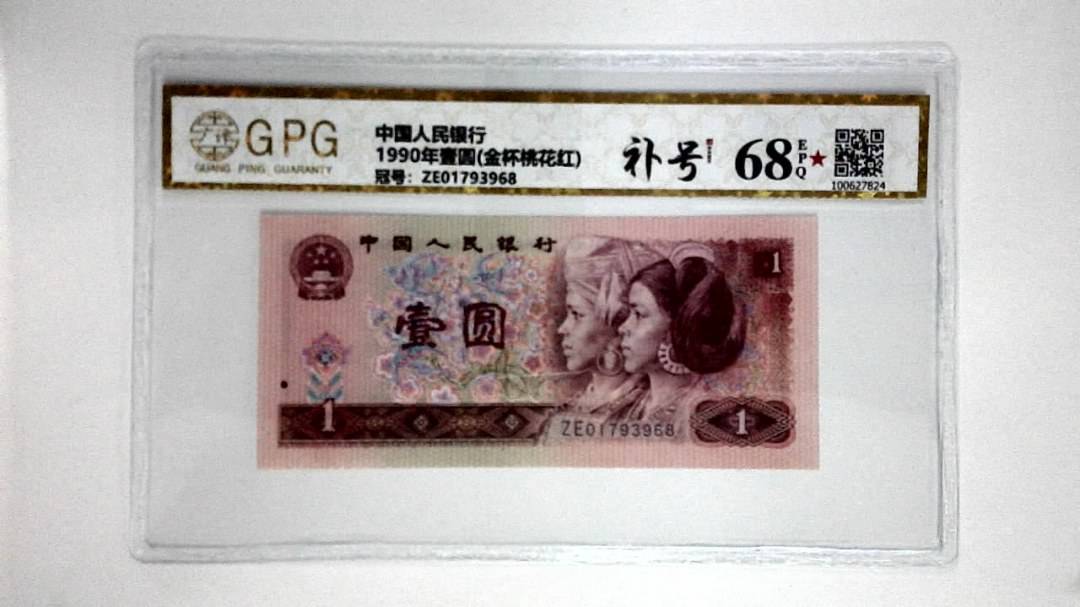 GPG
GUANG PING GUARANTY
中国人民银行
1990年壹圆(金杯桃花红)
冠号：ZE01793968
补号
68
EPQ
★
100627824
中国人民银行
1
壹圆
1
ZE01793968
1